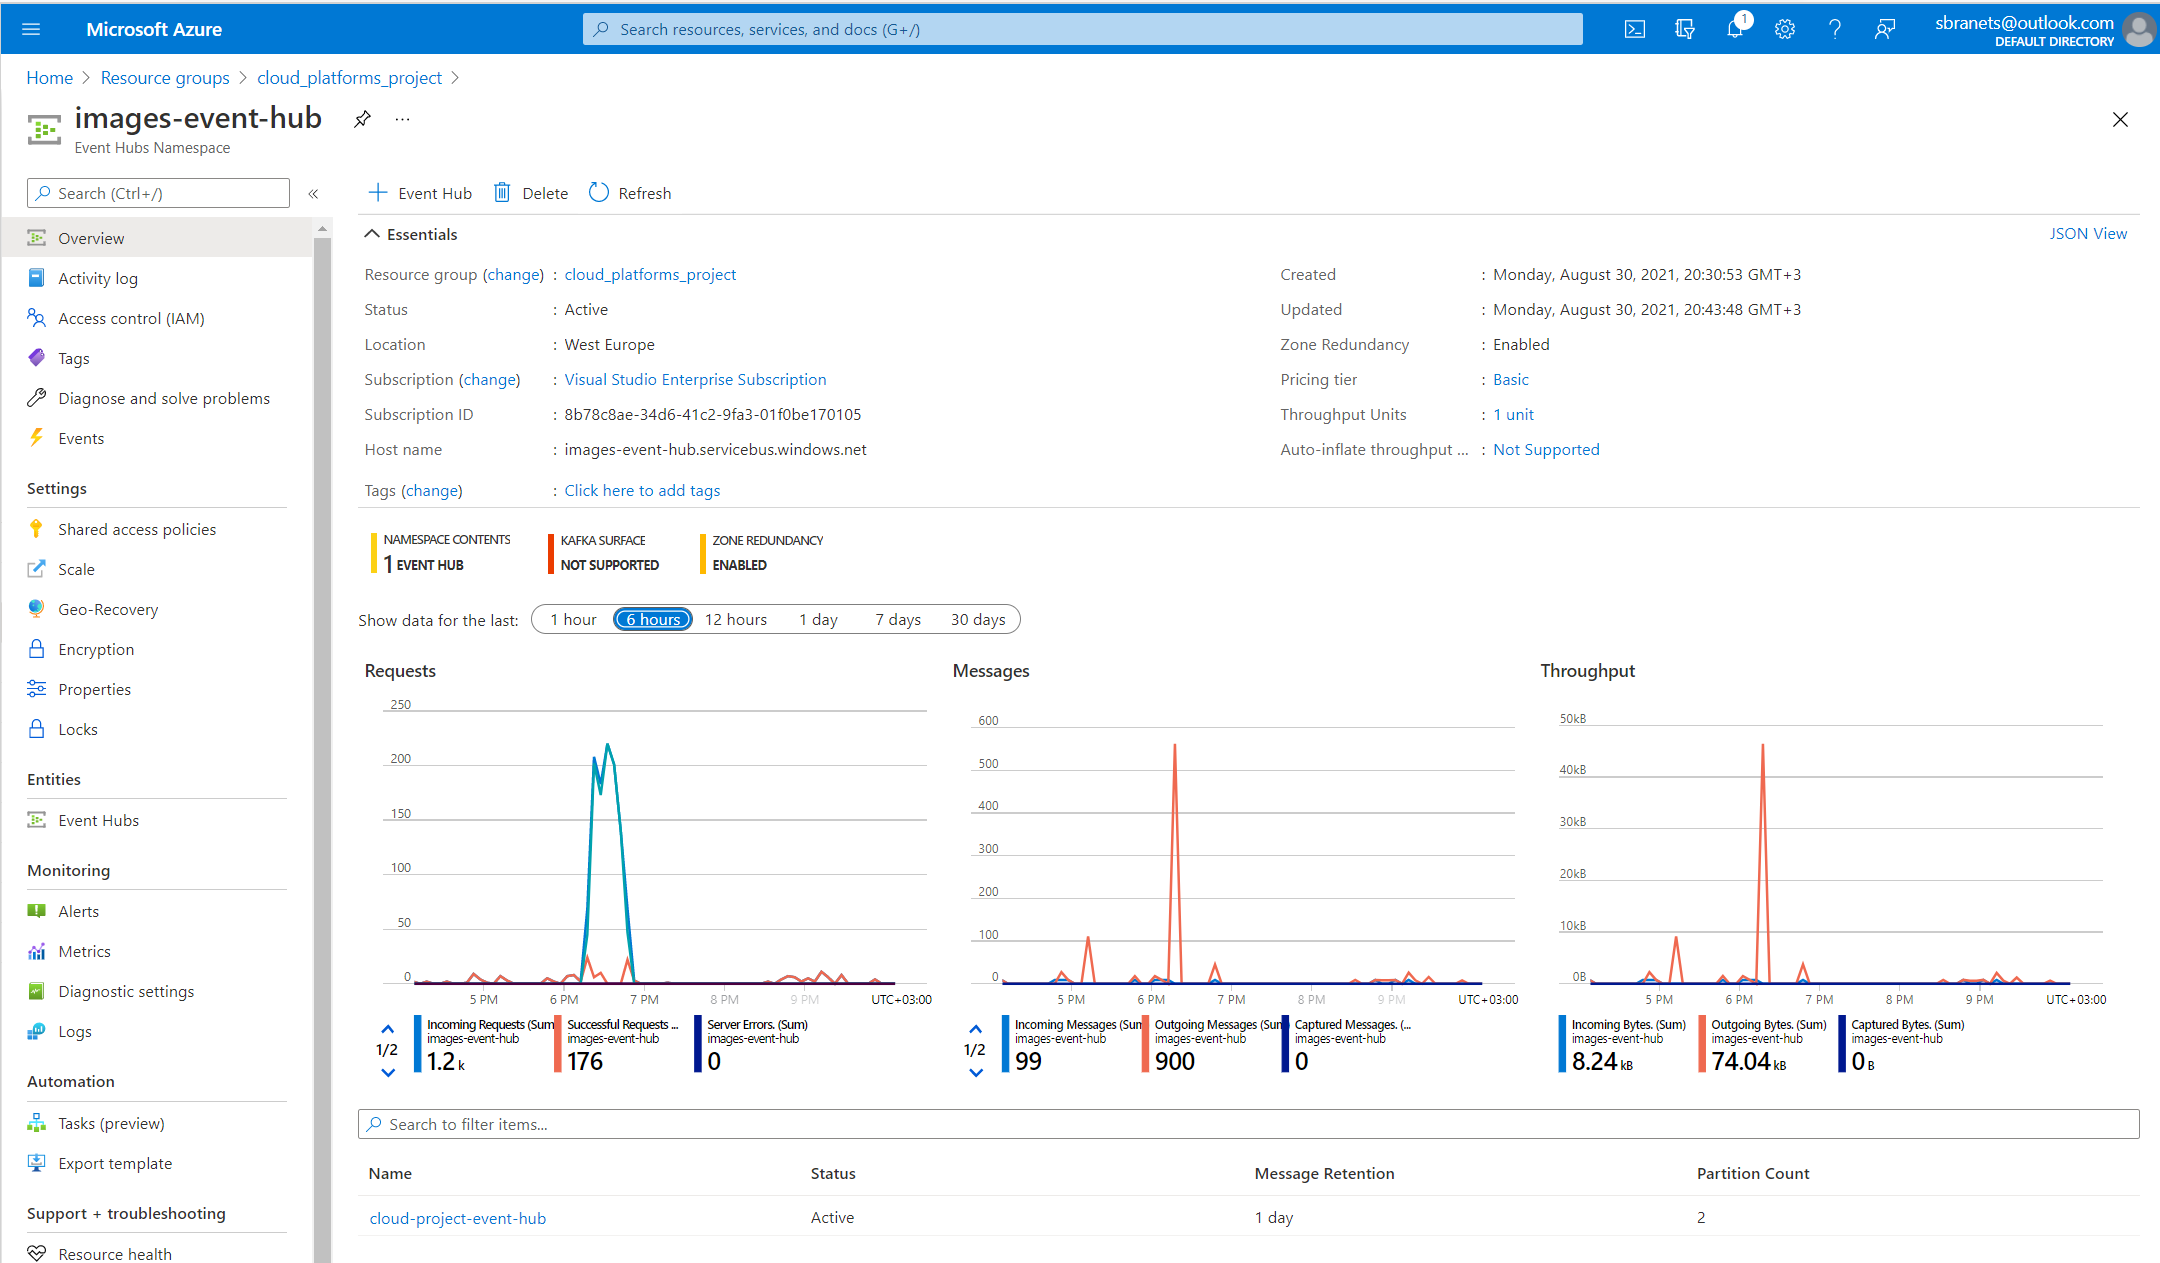 Microsoft Azure
Search resources, services, and docs (G+/)
1
sbranets@outlook.com
DEFAULT DIRECTORY
Home > Resource groups > cloud_platforms_project >
images-event-hub
...
Event Hubs Namespace
Search (Ctrl+/)
«
Overview
Activity log
Access control (IAM)
Tags
Diagnose and solve problems
Events
Settings
Shared access policies
Scale
Geo-Recovery
Encryption
Properties
Locks
Entities
Event Hubs
Monitoring
Alerts
Metrics
Diagnostic settings
Logs
Automation
Tasks (preview)
Export template
Support + troubleshooting
Resource health
Event Hub
Delete
Refresh
Essentials
JSON View
Resource group (change) : cloud_platforms_project
Status : Active
Location : West Europe
Subscription (change) : Visual Studio Enterprise Subscription
Subscription ID : 8b78c8ae-34d6-41c2-9fa3-01f0be170105
Host name : images-event-hub.servicebus.windows.net
Tags (change) : Click here to add tags
Created : Monday, August 30, 2021, 20:30:53 GMT+3
Updated : Monday, August 30, 2021, 20:43:48 GMT+3
Zone Redundancy : Enabled
Pricing tier : Basic
Throughput Units : 1 unit
Auto-inflate throughput ... : Not Supported
NAMESPACE CONTENTS
1 EVENT HUB
KAFKA SURFACE
NOT SUPPORTED
ZONE REDUNDANCY
ENABLED
Show data for the last: 1 hour 6 hours 12 hours 1 day 7 days 30 days
Requests
250
200
150
100
50
0
5 PM 6 PM 7 PM 8 PM 9 PM UTC+03:00
1/2
Incoming Requests (Sum
images-event-hub
1.2 k
Successful Requests ...
images-event-hub
176
Server Errors. (Sum)
images-event-hub
0
Messages
600
500
400
300
200
100
0
5 PM 6 PM 7 PM 8 PM 9 PM UTC+03:00
1/2
Incoming Messages (Sum
images-event-hub
99
Outgoing Messages (Sum
images-event-hub
900
Captured Messages. (...
images-event-hub
0
Throughput
50kB
40kB
30kB
20kB
10kB
0B
5 PM 6 PM 7 PM 8 PM 9 PM UTC+03:00
Incoming Bytes. (Sum)
images-event-hub
8.24 kB
Outgoing Bytes. (Sum)
images-event-hub
74.04 kB
Captured Bytes. (Sum)
images-event-hub
0 B
Search to filter items...
Name Status Message Retention Partition Count
cloud-project-event-hub Active 1 day 2